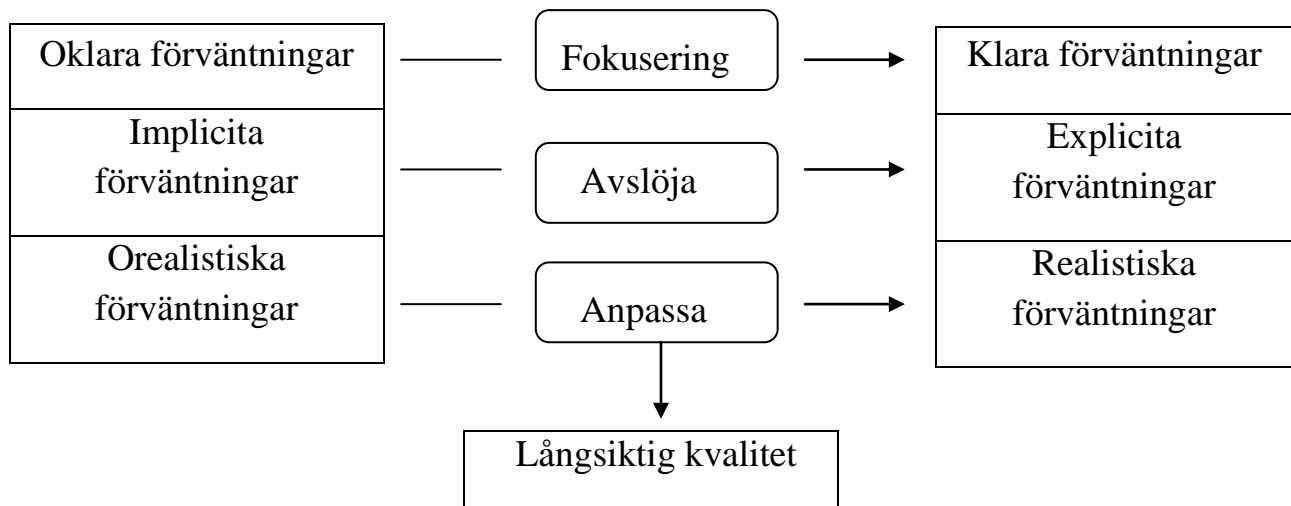 Oklara förväntningar
Fokusering
Klara förväntningar
Implicita
förväntningar
Avslöja
Explicita
förväntningar
Orealistiska
förväntningar
Anpassa
Realistiska
förväntningar
Långsiktig kvalitet